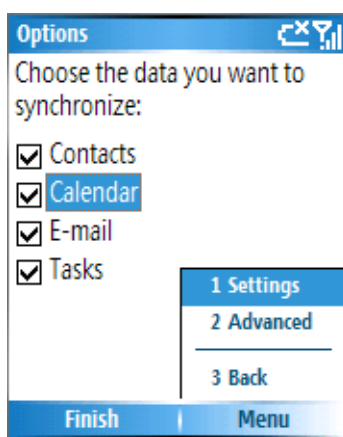 Options
Choose the data you want to
synchronize:
Contacts
Calendar
E-mail
Tasks
1 Settings
2 Advanced
3 Back
Finish
Menu